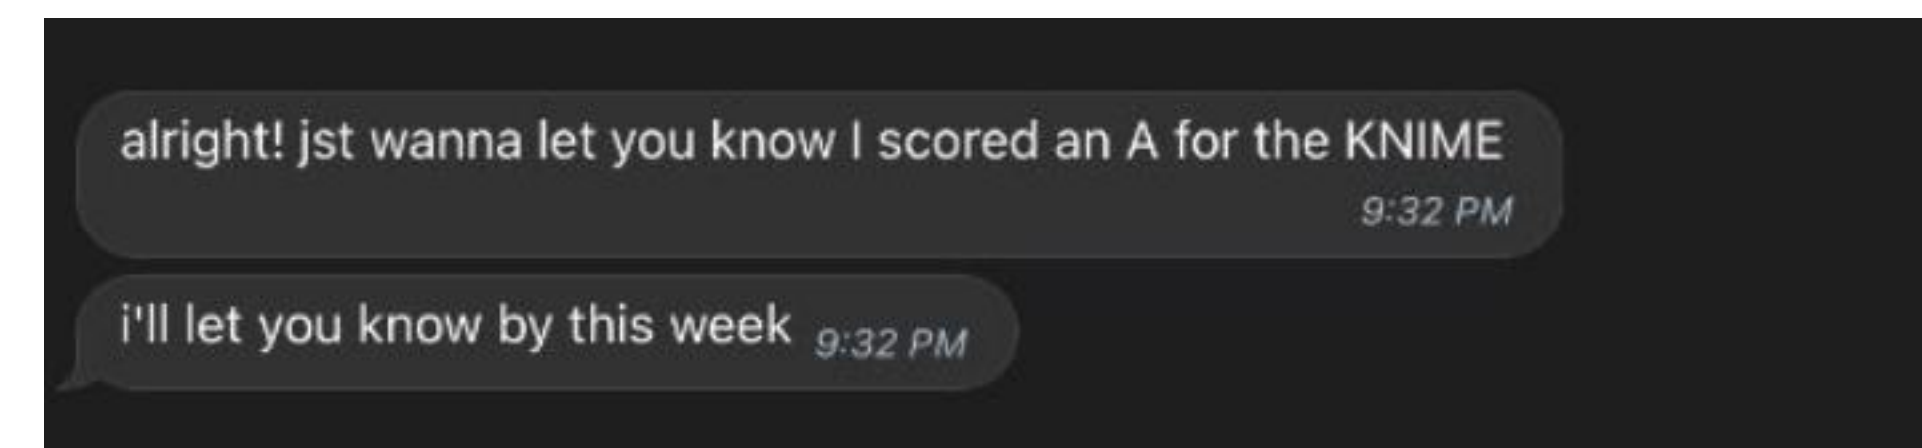 alright! jst wanna let you know I scored an A for the KNIME
9:32 PM
i'll let you know by this week 9:32 PM